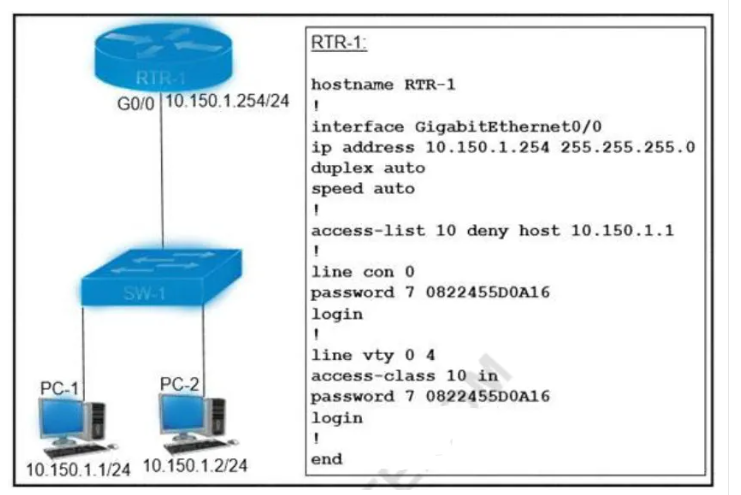 RTR-1
G0/0 10.150.1.254/24
SW-1
PC-1
PC-2
10.150.1.1/24
10.150.1.2/24
RTR-1:
hostname RTR-1
!
interface GigabitEthernet0/0
ip address 10.150.1.254 255.255.255.0
duplex auto
speed auto
!
access-list 10 deny host 10.150.1.1
!
line con 0
password 7 0822455D0A16
login
!
line vty 0 4
access-class 10 in
password 7 0822455D0A16
login
!
end